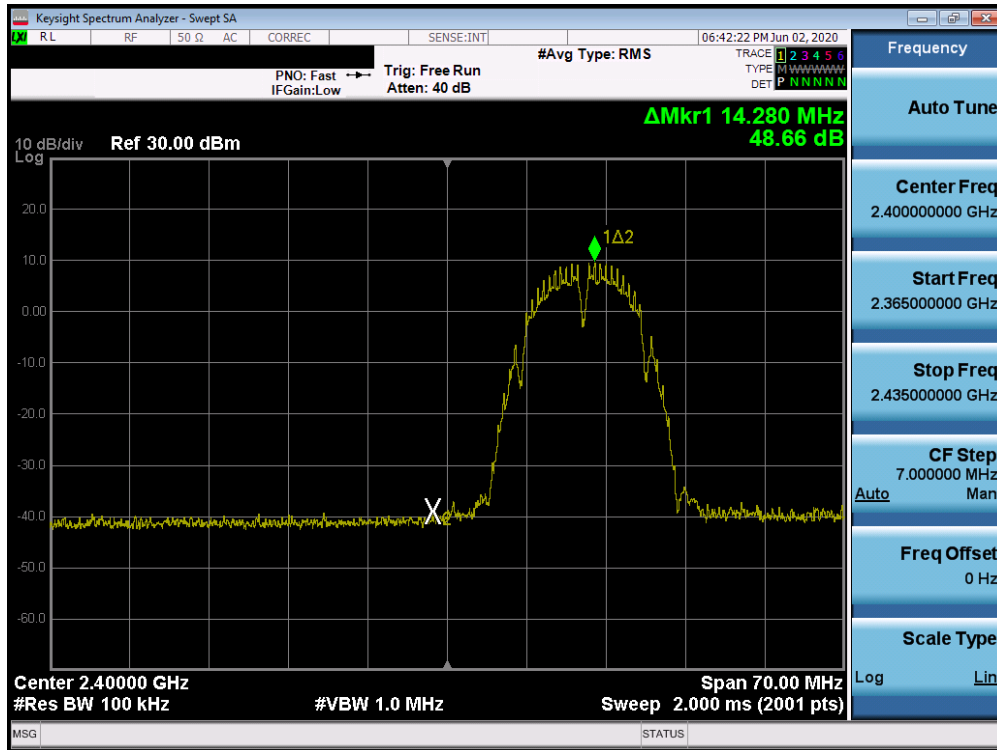 Keysight Spectrum Analyzer - Swept SA
LXI RL RF 50 Ω AC CORREC SENSE:INT 06:42:22 PM Jun 02, 2020
Frequency
#Avg Type: RMS
TRACE 1 2 3 4 5 6
PNO: Fast Trig: Free Run
TYPE M WWWWW
IFGain:Low Atten: 40 dB
DET P N N N N N
Auto Tune
ΔMkr1 14.280 MHz
48.66 dB
10 dB/div Ref 30.00 dBm
Log
Center Freq
2.400000000 GHz
20.0
1Δ2
10.0
Start Freq
2.365000000 GHz
0.00
-10.0
Stop Freq
2.435000000 GHz
-20.0
-30.0
CF Step
7.000000 MHz
Auto Man
-40.0
X2
-50.0
Freq Offset
0 Hz
-60.0
Scale Type
Log Lin
Center 2.40000 GHz Span 70.00 MHz
#Res BW 100 kHz #VBW 1.0 MHz Sweep 2.000 ms (2001 pts)
MSG STATUS